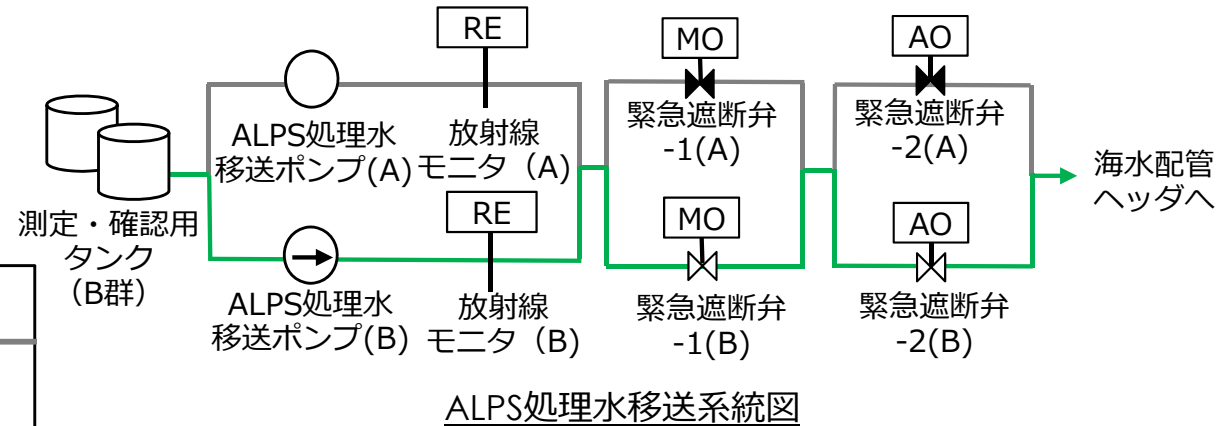 RE
MO
AO
ALPS処理水
移送ポンプ(A)
放射線
モニタ（A）
緊急遮断弁
-1(A)
緊急遮断弁
-2(A)
測定・確認用
タンク
（B群）
RE
MO
AO
海水配管
ヘッダへ
ALPS処理水
移送ポンプ(B)
放射線
モニタ（B）
緊急遮断弁
-1(B)
緊急遮断弁
-2(B)
ALPS処理水移送系統図